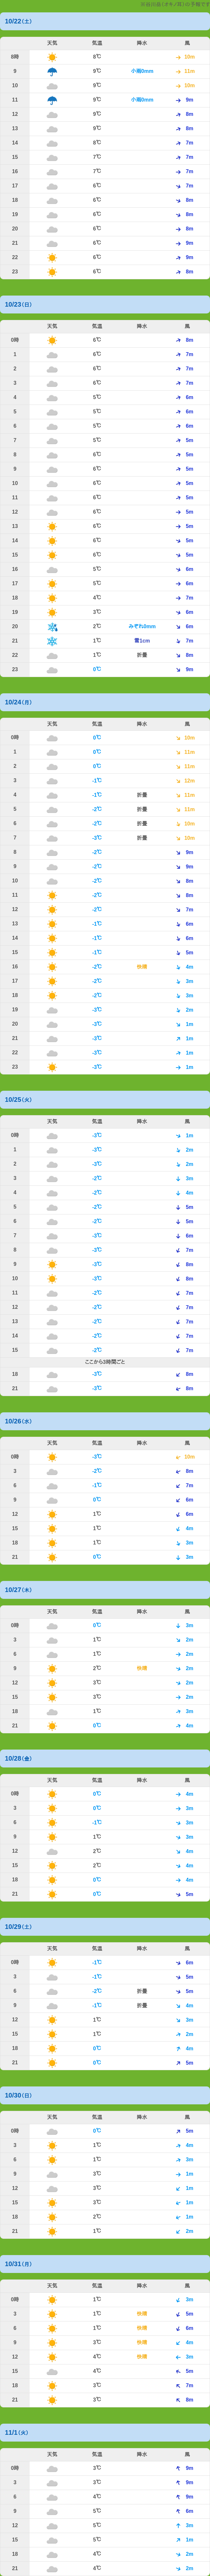 10/22(土)
天気 気温 降水 風
8時 8℃ 10m
9 9℃ 小雨0mm 11m
10 9℃ 10m
11 9℃ 小雨0mm 9m
12 9℃ 8m
13 9℃ 8m
14 8℃ 7m
15 7℃ 7m
16 7℃ 7m
17 6℃ 7m
18 6℃ 8m
19 6℃ 8m
20 6℃ 8m
21 6℃ 9m
22 6℃ 9m
23 6℃ 8m
10/23(日)
天気 気温 降水 風
0時 6℃ 8m
1 6℃ 7m
2 6℃ 7m
3 6℃ 7m
4 5℃ 6m
5 5℃ 6m
6 5℃ 6m
7 5℃ 5m
8 6℃ 5m
9 6℃ 5m
10 6℃ 5m
11 6℃ 5m
12 6℃ 5m
13 6℃ 5m
14 6℃ 5m
15 6℃ 5m
16 5℃ 5m
17 5℃ 6m
18 4℃ 7m
19 3℃ 6m
20 2℃ みぞれ0mm 6m
21 1℃ 雪1cm 7m
22 1℃ 折畳 8m
23 0℃ 9m
10/24(月)
天気 気温 降水 風
0時 0℃ 10m
1 0℃ 11m
2 0℃ 11m
3 -1℃ 12m
4 -1℃ 折畳 11m
5 -2℃ 折畳 11m
6 -2℃ 折畳 10m
7 -3℃ 折畳 10m
8 -2℃ 9m
9 -2℃ 9m
10 -2℃ 8m
11 -2℃ 8m
12 -2℃ 7m
13 -1℃ 6m
14 -1℃ 6m
15 -1℃ 5m
16 -2℃ 快晴 4m
17 -2℃ 3m
18 -2℃ 3m
19 -3℃ 2m
20 -3℃ 1m
21 -3℃ 1m
22 -3℃ 1m
23 -3℃ 1m
10/25(火)
天気 気温 降水 風
0時 -3℃ 1m
1 -3℃ 2m
2 -3℃ 2m
3 -2℃ 3m
4 -2℃ 4m
5 -2℃ 5m
6 -2℃ 5m
7 -3℃ 6m
8 -3℃ 7m
9 -3℃ 8m
10 -3℃ 8m
11 -2℃ 7m
12 -2℃ 7m
13 -2℃ 7m
14 -2℃ 7m
15 -2℃ 7m
ここから3時間ごと
18 -3℃ 8m
21 -3℃ 8m
10/26(水)
天気 気温 降水 風
0時 -3℃ 10m
3 -2℃ 8m
6 -1℃ 7m
9 0℃ 6m
12 1℃ 6m
15 1℃ 4m
18 1℃ 3m
21 0℃ 3m
10/27(木)
天気 気温 降水 風
0時 0℃ 3m
3 1℃ 2m
6 1℃ 2m
9 2℃ 快晴 2m
12 3℃ 2m
15 3℃ 2m
18 1℃ 3m
21 0℃ 4m
10/28(金)
天気 気温 降水 風
0時 0℃ 4m
3 0℃ 3m
6 -1℃ 3m
9 1℃ 3m
12 2℃ 4m
15 2℃ 4m
18 0℃ 4m
21 0℃ 5m
10/29(土)
天気 気温 降水 風
0時 -1℃ 6m
3 -1℃ 5m
6 -2℃ 折畳 5m
9 -1℃ 折畳 4m
12 1℃ 3m
15 1℃ 2m
18 0℃ 4m
21 0℃ 5m
10/30(日)
天気 気温 降水 風
0時 0℃ 5m
3 1℃ 4m
6 1℃ 3m
9 3℃ 1m
12 3℃ 1m
15 3℃ 1m
18 2℃ 1m
21 1℃ 2m
10/31(月)
天気 気温 降水 風
0時 1℃ 3m
3 1℃ 快晴 5m
6 1℃ 快晴 6m
9 3℃ 快晴 4m
12 4℃ 快晴 3m
15 4℃ 5m
18 3℃ 7m
21 3℃ 8m
11/1(火)
天気 気温 降水 風
0時 3℃ 9m
3 3℃ 9m
6 4℃ 9m
9 5℃ 6m
12 5℃ 3m
15 5℃ 1m
18 4℃ 2m
21 4℃ 2m